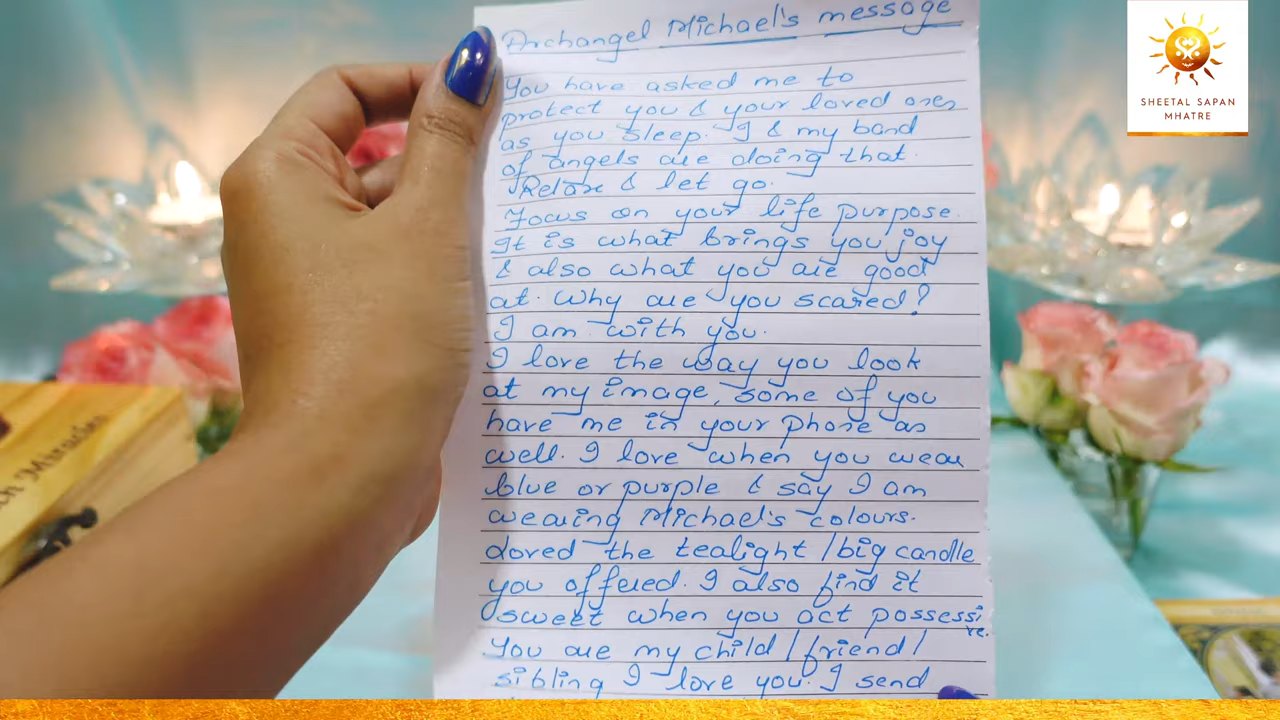 Archangel Michael's message
You have asked me to
protect you & your loved ones
as you sleep. I & my band
of angels are doing that.
Relax & let go.
Focus on your life purpose.
It is what brings you joy
& also what you are good
at. Why are you scared?
I am with you.
I love the way you look
at my image, some of you
have me in your phone as
well. I love when you wear
blue or purple & say I am
wearing Michael's colours.
Loved the tealight / big candle
you offered. I also find it
sweet when you act possessi
ve.
You are my child / friend /
sibling I love you. I send
SHEETAL SAPAN
MHATRE
Miracles